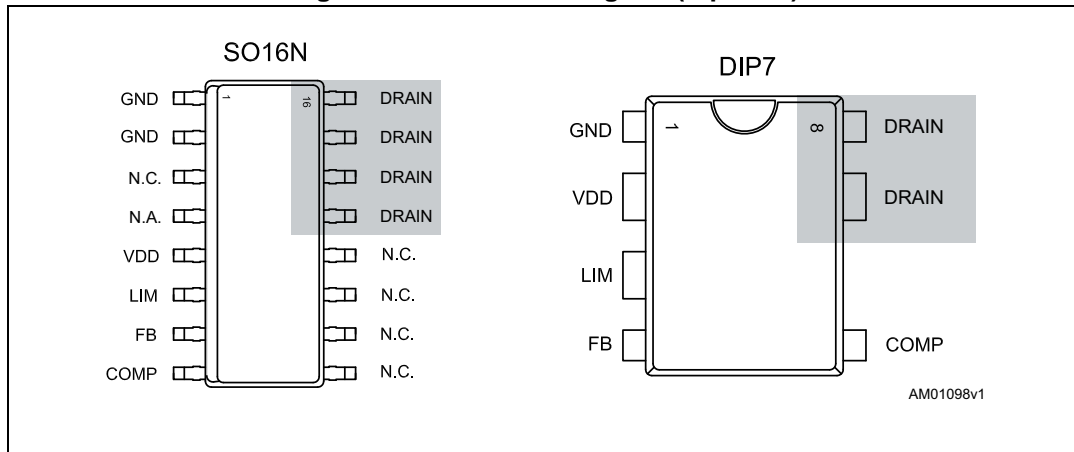 SO16N
GND
GND
N.C.
N.A.
VDD
LIM
FB
COMP
1
16
DRAIN
DRAIN
DRAIN
DRAIN
N.C.
N.C.
N.C.
N.C.
DIP7
GND
VDD
LIM
FB
1
8
DRAIN
DRAIN
COMP
AM01098v1